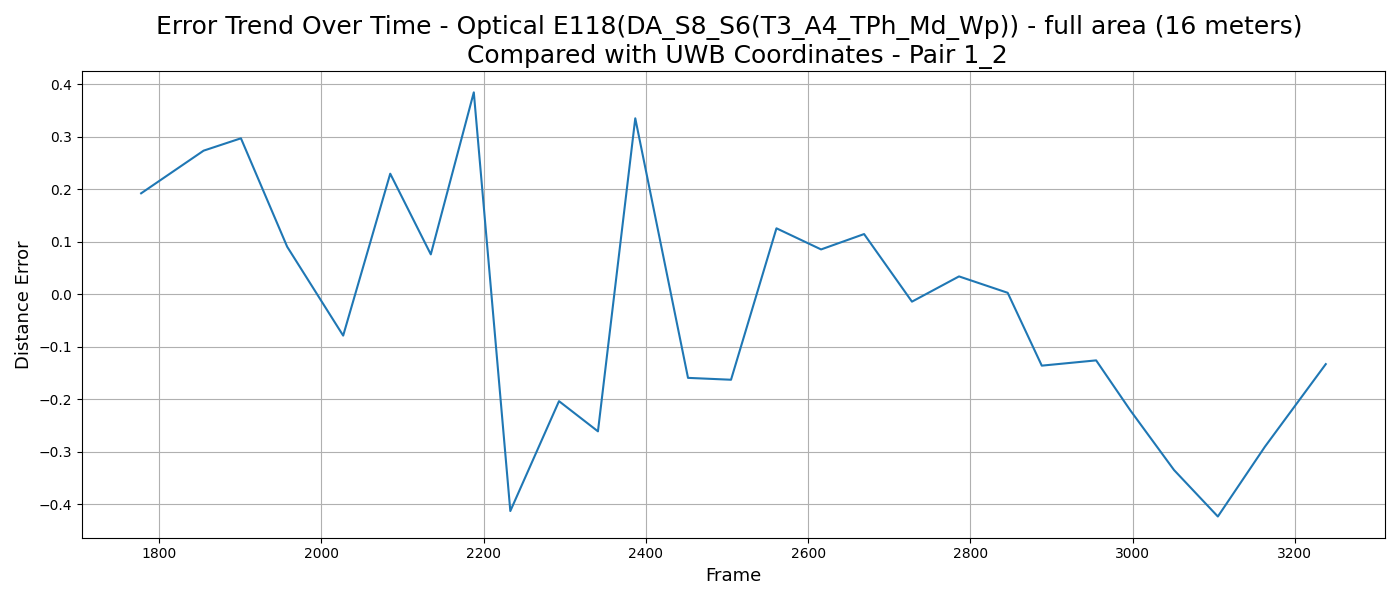 Error Trend Over Time - Optical E118(DA_S8_S6(T3_A4_TPh_Md_Wp)) - full area (16 meters)
Compared with UWB Coordinates - Pair 1_2
0.4
0.3
0.2
0.1
0.0
−0.1
−0.2
−0.3
−0.4
Distance Error
1800 2000 2200 2400 2600 2800 3000 3200
Frame